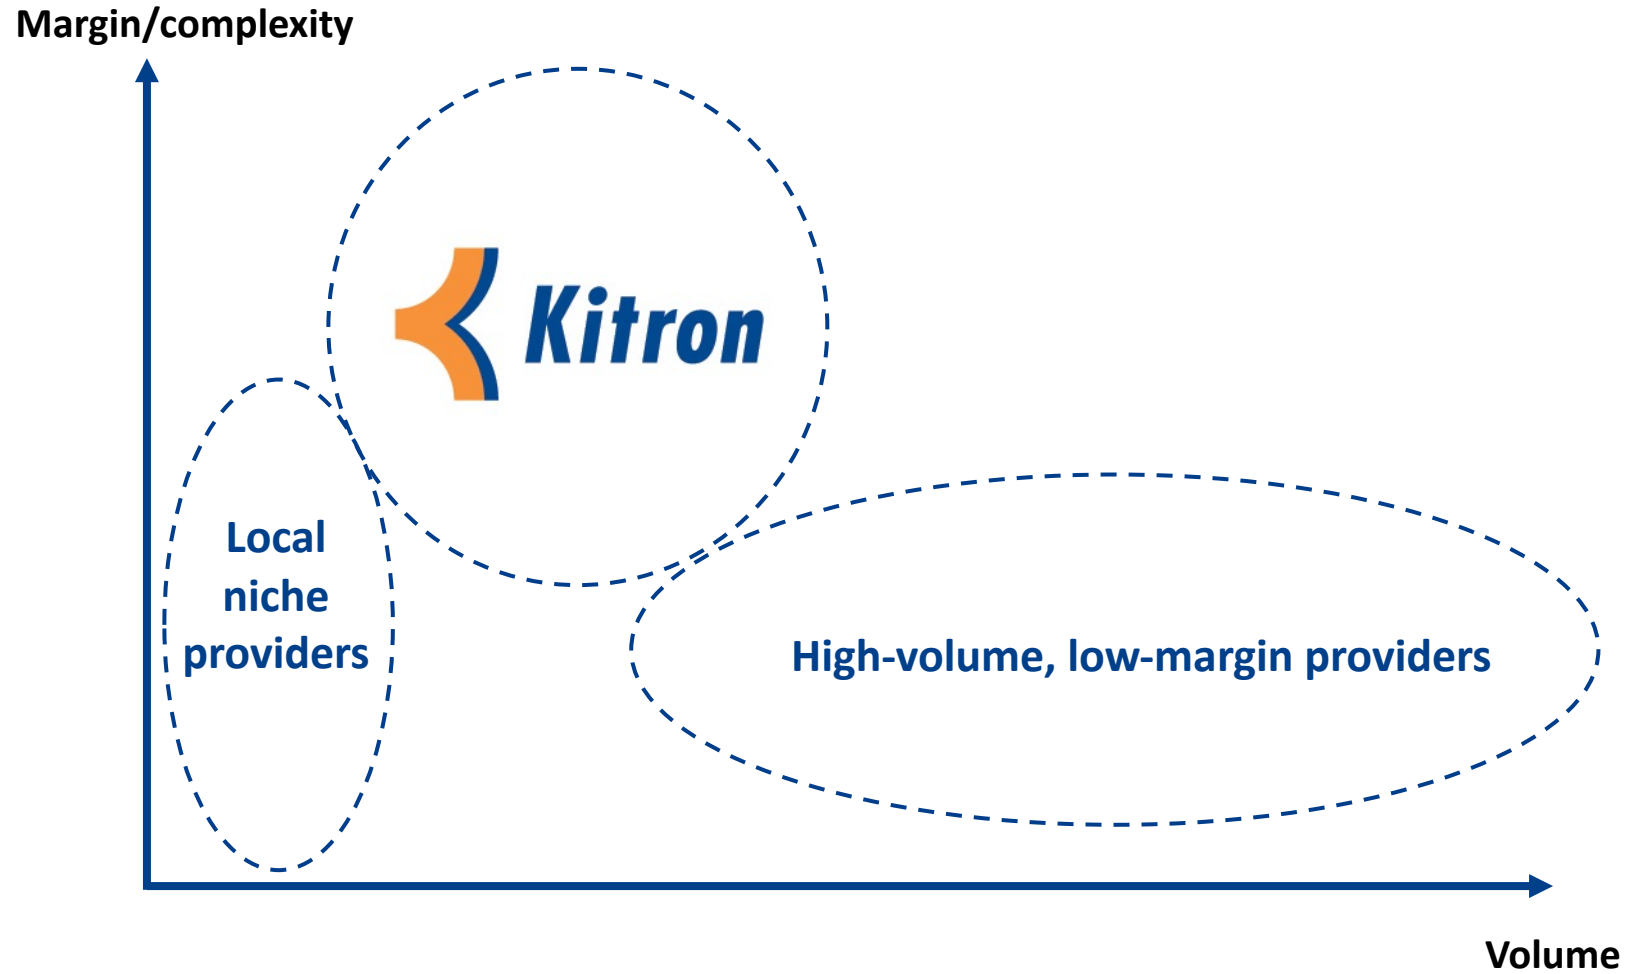 Margin/complexity
Kitron
Local
niche
providers
High-volume, low-margin providers
Volume